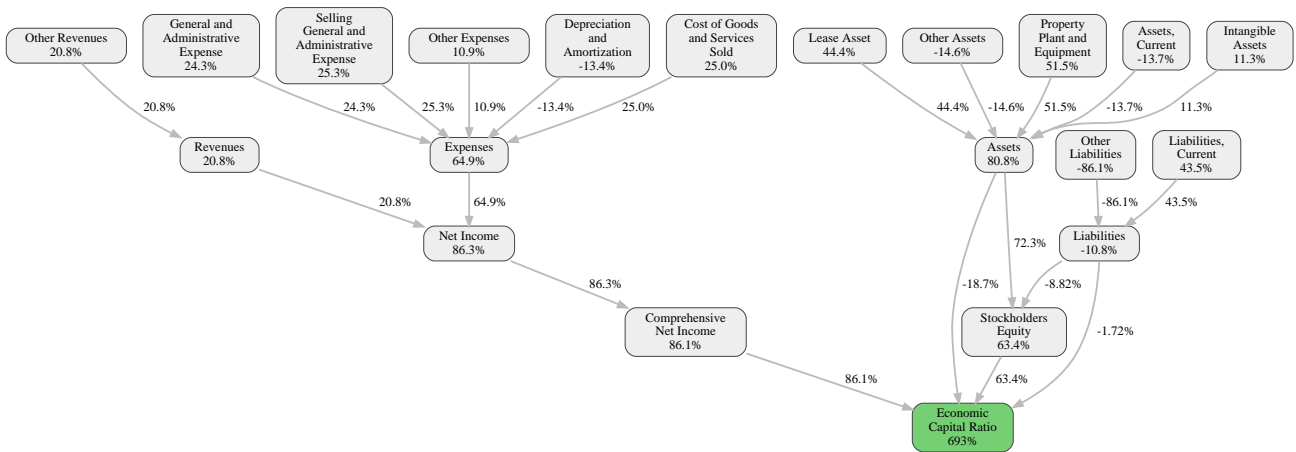 Other Revenues
20.8%
General and
Administrative
Expense
24.3%
Selling
General and
Administrative
Expense
25.3%
Other Expenses
10.9%
Depreciation
and
Amortization
-13.4%
Cost of Goods
and Services
Sold
25.0%
Lease Asset
44.4%
Other Assets
-14.6%
Property
Plant and
Equipment
51.5%
Assets,
Current
-13.7%
Intangible
Assets
11.3%
20.8%
24.3%
25.3%
10.9%
-13.4%
25.0%
44.4%
-14.6%
51.5%
-13.7%
11.3%
Revenues
20.8%
Expenses
64.9%
Assets
80.8%
Other
Liabilities
-86.1%
Liabilities,
Current
43.5%
20.8%
64.9%
-86.1%
43.5%
Net Income
86.3%
72.3%
Liabilities
-10.8%
86.3%
-18.7%
-8.82%
Comprehensive
Net Income
86.1%
Stockholders
Equity
63.4%
-1.72%
86.1%
63.4%
Economic
Capital Ratio
693%